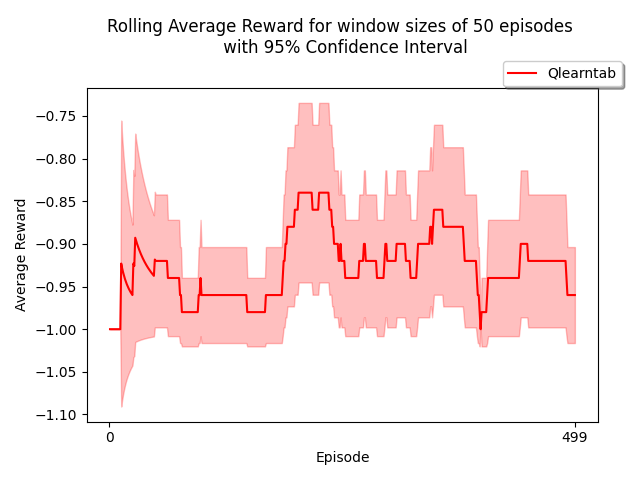 Rolling Average Reward for window sizes of 50 episodes
with 95% Confidence Interval
Qlearntab
Average Reward
−0.75
−0.80
−0.85
−0.90
−0.95
−1.00
−1.05
−1.10
0
499
Episode